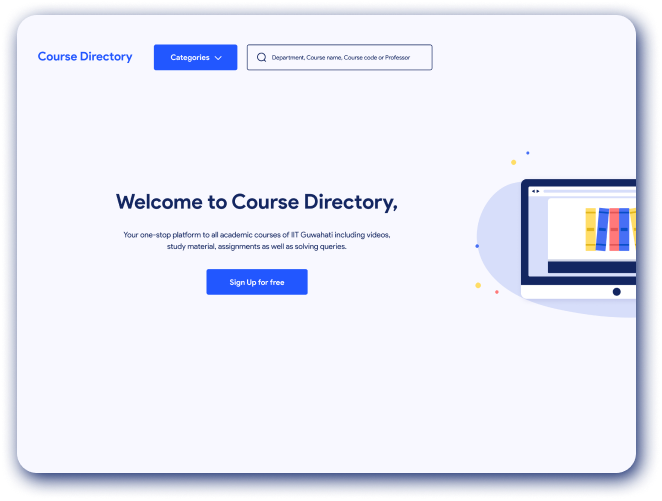 Course Directory
Categories
Department, Course name, Course code or Professor
Welcome to Course Directory,
Your one-stop platform to all academic courses of IIT Guwahati including videos,
study material, assignments as well as solving queries.
Sign Up for free